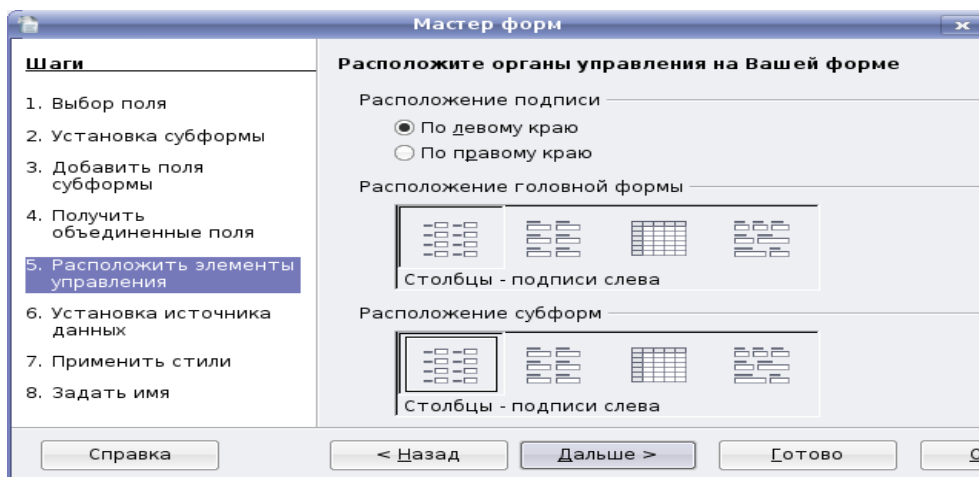 Мастер форм
Шаги
1. Выбор поля
2. Установка субформы
3. Добавить поля
субформы
4. Получить
объединенные поля
5. Расположить элементы
управления
6. Установка источника
данных
7. Применить стили
8. Задать имя
Расположите органы управления на Вашей форме
Расположение подписи
По левому краю
По правому краю
Расположение головной формы
Столбцы - подписи слева
Расположение субформ
Столбцы - подписи слева
Справка
< Назад
Дальше >
Готово